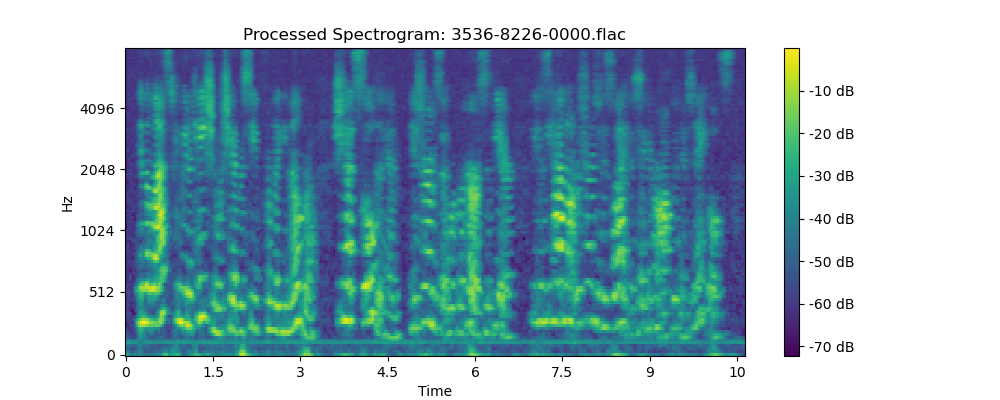 Processed Spectrogram: 3536-8226-0000.flac
4096
2048
1024
512
0
Hz
0 1.5 3 4.5 6 7.5 9 10
Time
-10 dB
-20 dB
-30 dB
-40 dB
-50 dB
-60 dB
-70 dB